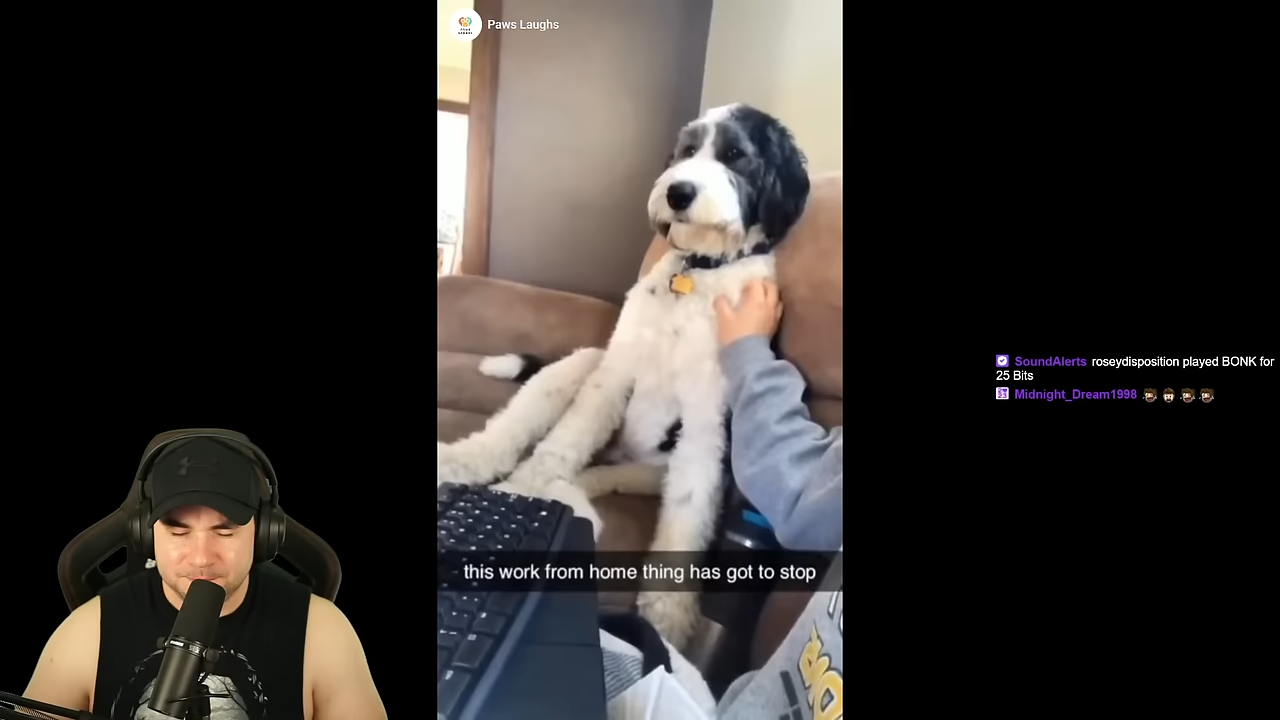 Paws Laughs
this work from home thing has got to stop
SoundAlerts roseydisposition played BONK for
25 Bits
Midnight_Dream1998